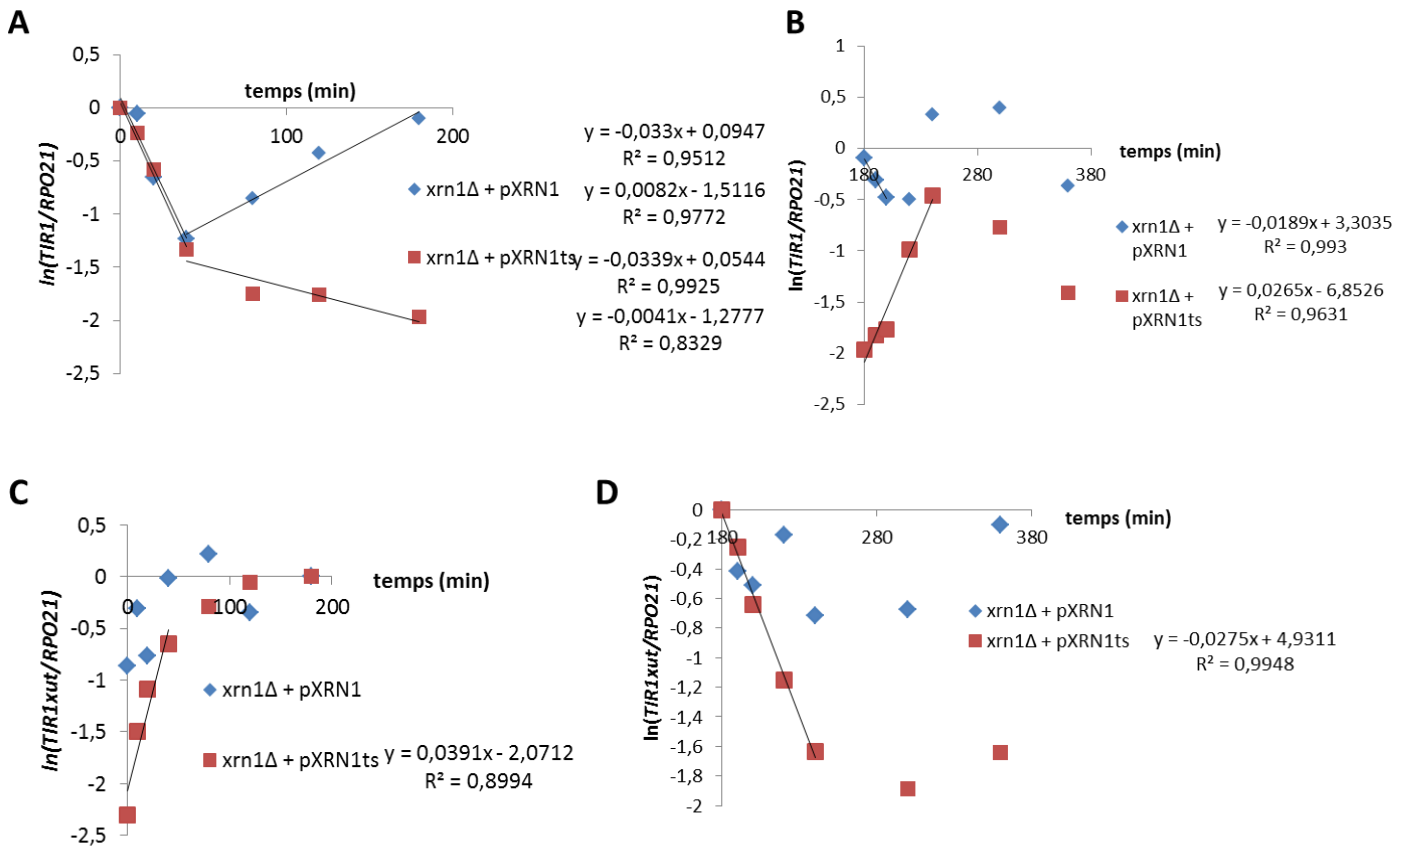 A
0,5
0
-0,5
-1
-1,5
-2
-2,5
ln(TIR1/RPO21)
temps (min)
0
100
200
xrn1Δ + pXRN1
xrn1Δ + pXRN1ts
y = -0,033x + 0,0947
R² = 0,9512
y = 0,0082x - 1,5116
R² = 0,9772
y = -0,0339x + 0,0544
R² = 0,9925
y = -0,0041x - 1,2777
R² = 0,8329
B
1
0,5
0
-0,5
-1
-1,5
-2
-2,5
ln(TIR1/RPO21)
temps (min)
180
280
380
xrn1Δ +
pXRN1
y = -0,0189x + 3,3035
R² = 0,993
xrn1Δ +
pXRN1ts
y = 0,0265x - 6,8526
R² = 0,9631
C
0,5
0
-0,5
-1
-1,5
-2
-2,5
ln(TIR1xut/RPO21)
temps (min)
0
100
200
xrn1Δ + pXRN1
xrn1Δ + pXRN1ts
y = 0,0391x - 2,0712
R² = 0,8994
D
0
-0,2
-0,4
-0,6
-0,8
-1
-1,2
-1,4
-1,6
-1,8
-2
ln(TIR1xut/RPO21)
temps (min)
180
280
380
xrn1Δ + pXRN1
xrn1Δ + pXRN1ts
y = -0,0275x + 4,9311
R² = 0,9948